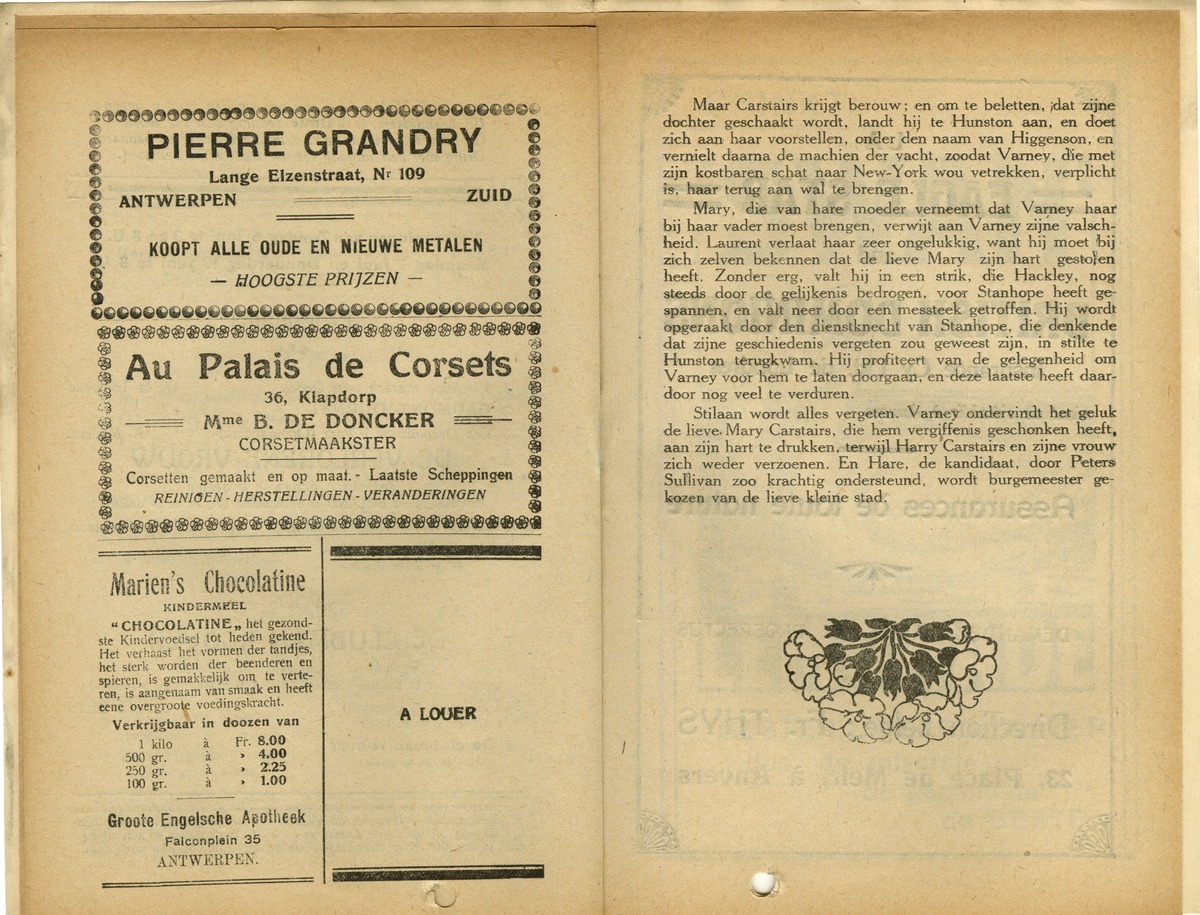 PIERRE GRANDRY
Lange Elzenstraat, Nr 109
ANTWERPEN ZUID
KOOPT ALLE OUDE EN NIEUWE METALEN
— HOOGSTE PRIJZEN —
Au Palais de Corsets
36, Klapdorp
Mme B. DE DONCKER
CORSETMAAKSTER
Corsetten gemaakt en op maat. - Laatste Scheppingen
REINIGEN - HERSTELLINGEN - VERANDERINGEN
Marien's Chocolatine
KINDERMEEL
“CHOCOLATINE„ het gezond-
ste Kindervoedsel tot heden gekend.
Het verhaast het vormen der tandjes,
het sterk worden der beenderen en
spieren, is gemakkelijk om te verte-
ren, is aangenaam van smaak en heeft
eene overgroote voedingskracht.
Verkrijgbaar in doozen van
1 kilo à Fr. 8.00
500 gr. à » 4.00
250 gr. à » 2.25
100 gr. à » 1.00
Groote Engelsche Apotheek
Falconplein 35
ANTWERPEN.
A LOUER
Maar Carstairs krijgt berouw; en om te beletten, dat zijne
dochter geschaakt wordt, landt hij te Hunston aan, en doet
zich aan haar voorstellen, onder den naam van Higgenson, en
vernielt daarna de machien der yacht, zoodat Varney, die met
zijn kostbaren schat naar New-York wou vetrekken, verplicht
is, haar terug aan wal te brengen.
Mary, die van hare moeder verneemt dat Varney haar
bij haar vader moest brengen, verwijt aan Varney zijne valsch-
heid. Laurent verlaat haar zeer ongelukkig, want hij moet bij
zich zelven bekennen dat de lieve Mary zijn hart gestolen
heeft. Zonder erg, valt hij in een strik, die Hackley, nog
steeds door de gelijkenis bedrogen, voor Stanhope heeft ge-
spannen, en valt neer door een messteek getroffen. Hij wordt
opgeraakt door den dienstknecht van Stanhope, die denkende
dat zijne geschiedenis vergeten zou geweest zijn, in stilte te
Hunston terugkwam. Hij profiteert van de gelegenheid om
Varney voor hem te laten doorgaan, en deze laatste heeft daar-
door nog veel te verduren.
Stilaan wordt alles vergeten. Varney ondervindt het geluk
de lieve Mary Carstairs, die hem vergiffenis geschonken heeft,
aan zijn hart te drukken, terwijl Harry Carstairs en zijne vrouw
zich weder verzoenen. En Hare, de kandidaat, door Peters
Sullivan zoo krachtig ondersteund, wordt burgemeester ge-
kozen van de lieve kleine stad.